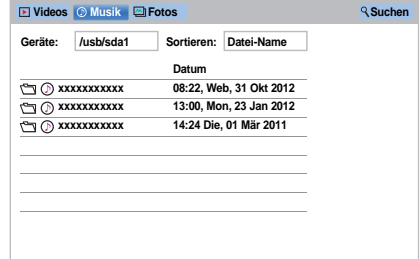 Videos Musik Fotos Suchen
Geräte: /usb/sda1 Sortieren: Datei-Name
Datum
xxxxxxxxxxx 08:22, Web, 31 Okt 2012
xxxxxxxxxxx 13:00, Mon, 23 Jan 2012
xxxxxxxxxxx 14:24 Die, 01 Mär 2011